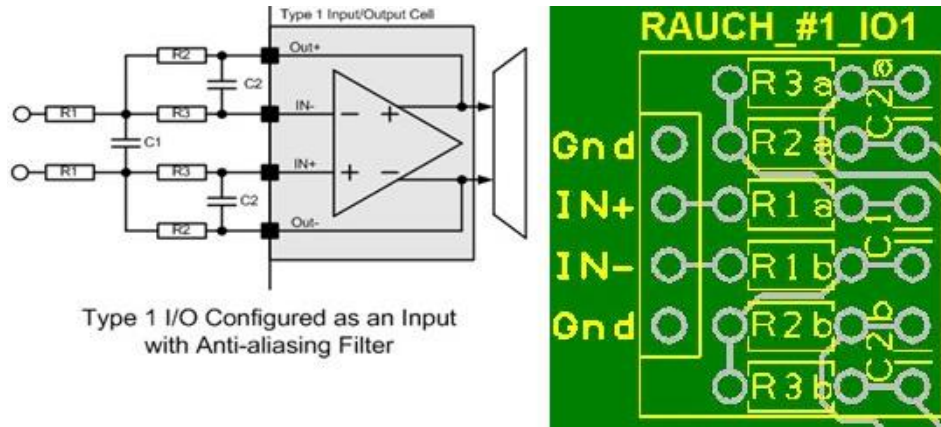 Type 1 Input/Output Cell
R2
Out+
C2
R1
R3
IN-
C1
R1
R3
IN+
C2
R2
Out-
Type 1 I/O Configured as an Input
with Anti-aliasing Filter
RAUCH_#1_IO1
R3a
C2a
Gnd
R2a
IN+
R1a
C1
IN-
R1b
Gnd
R2b
C2b
R3b